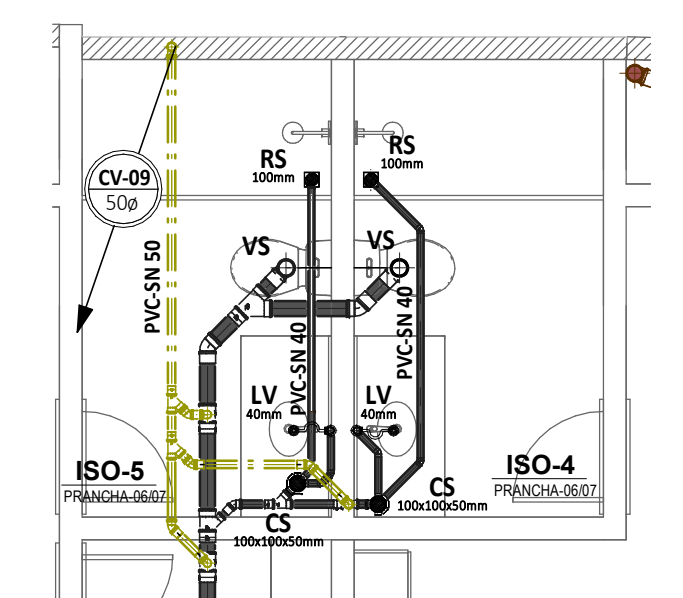 RS
100mm
RS
100mm
CV-09
50ø
VS
VS
PVC-SN 50
PVC-SN 40
PVC-SN 40
LV
40mm
LV
40mm
ISO-5
PRANCHA-06/07
ISO-4
PRANCHA-06/07
CS
100x100x50mm
CS
100x100x50mm